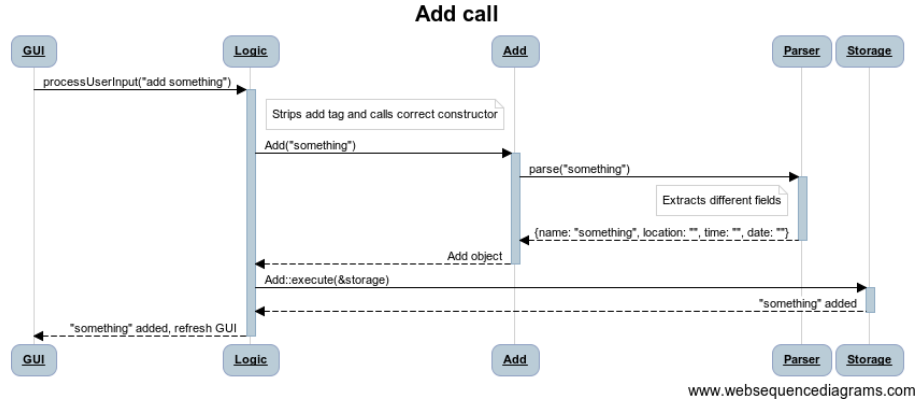 Add call
GUI Logic Add Parser Storage
processUserInput("add something")
Strips add tag and calls correct constructor
Add("something")
parse("something")
Extracts different fields
{name: "something", location: "", time: "", date: ""}
Add object
Add::execute(&storage)
"something" added
"something" added, refresh GUI
GUI Logic Add Parser Storage
www.websequencediagrams.com